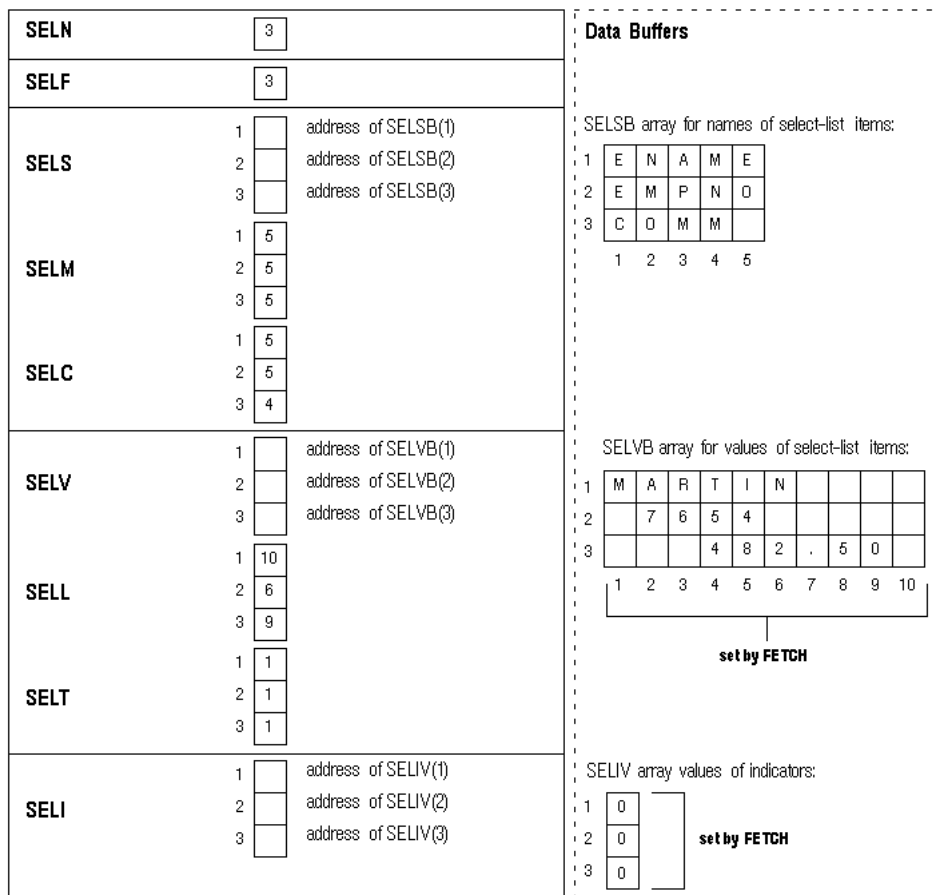 SELN 3
Data Buffers
SELF 3
SELS
1 address of SELSB(1)
2 address of SELSB(2)
3 address of SELSB(3)
SELSB array for names of select-list items:
1 E N A M E
2 E M P N O
3 C O M M
1 2 3 4 5
SELM
1 5
2 5
3 5
SELC
1 5
2 5
3 4
SELV
1 address of SELVB(1)
2 address of SELVB(2)
3 address of SELVB(3)
SELVB array for values of select-list items:
1 M A R T I N
2 7 6 5 4
3 4 8 2 . 5 0
1 2 3 4 5 6 7 8 9 10
set by FETCH
SELL
1 10
2 6
3 9
SELT
1 1
2 1
3 1
SELI
1 address of SELIV(1)
2 address of SELIV(2)
3 address of SELIV(3)
SELIV array values of indicators:
1 0
2 0
3 0
set by FETCH